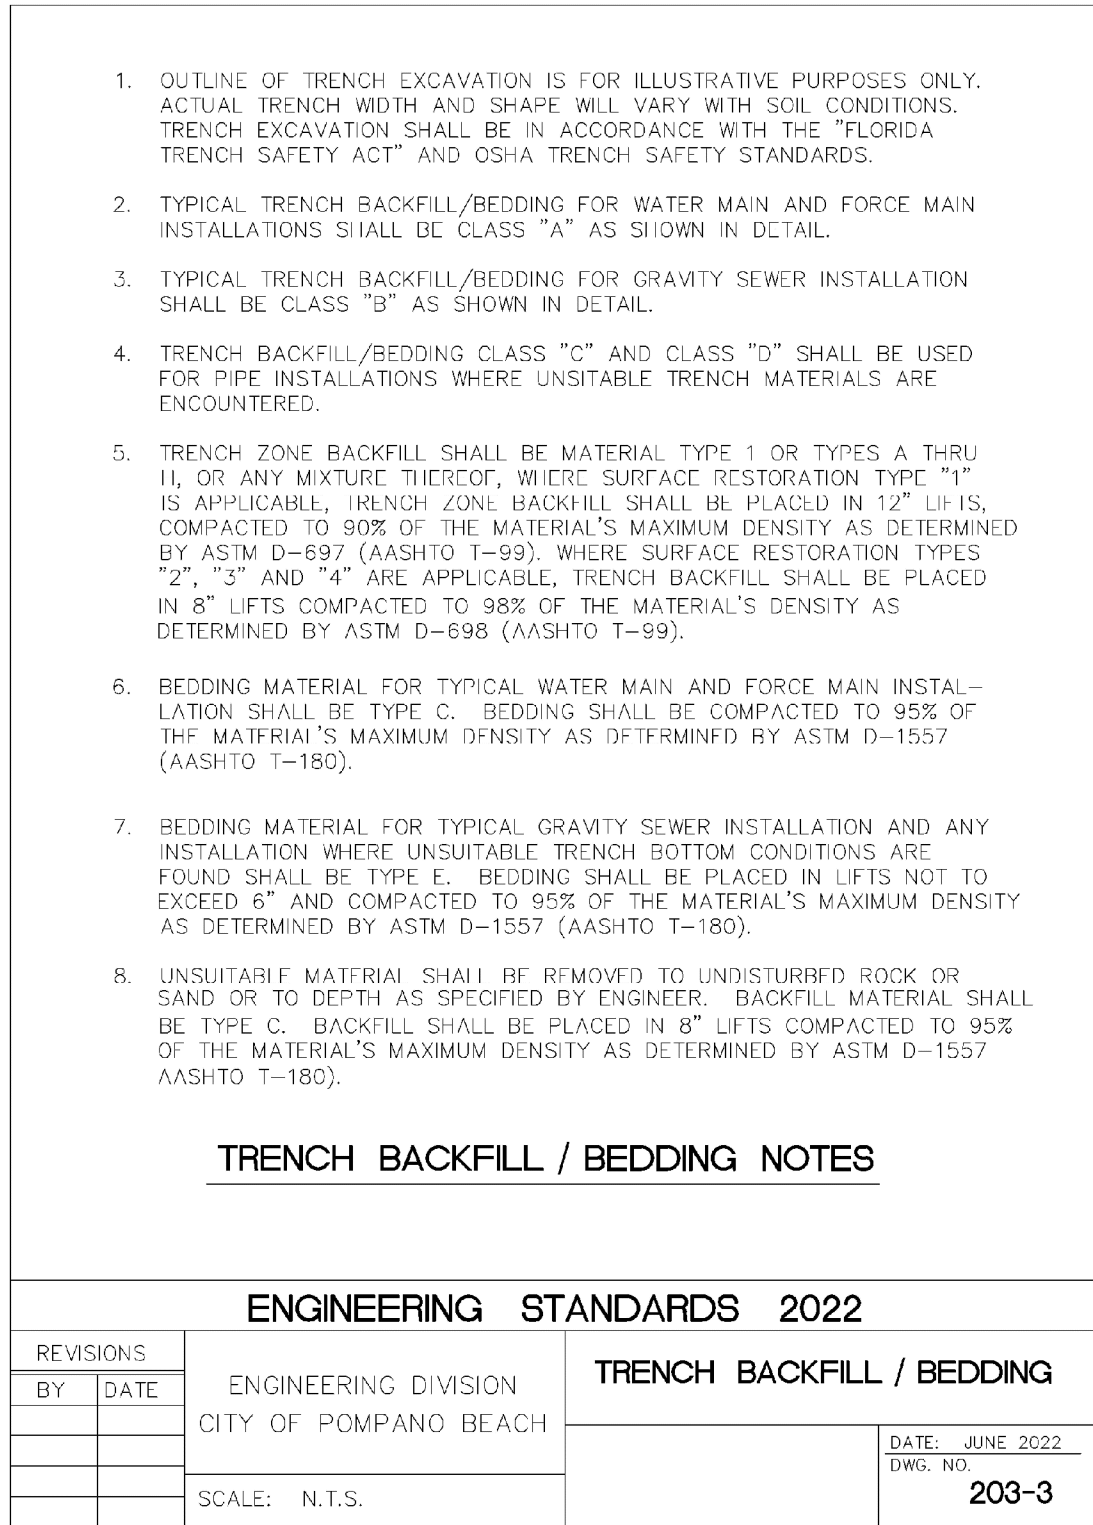 1. OUTLINE OF TRENCH EXCAVATION IS FOR ILLUSTRATIVE PURPOSES ONLY.
ACTUAL TRENCH WIDTH AND SHAPE WILL VARY WITH SOIL CONDITIONS.
TRENCH EXCAVATION SHALL BE IN ACCORDANCE WITH THE "FLORIDA
TRENCH SAFETY ACT" AND OSHA TRENCH SAFETY STANDARDS.
2. TYPICAL TRENCH BACKFILL/BEDDING FOR WATER MAIN AND FORCE MAIN
INSTALLATIONS SHALL BE CLASS "A" AS SHOWN IN DETAIL.
3. TYPICAL TRENCH BACKFILL/BEDDING FOR GRAVITY SEWER INSTALLATION
SHALL BE CLASS "B" AS SHOWN IN DETAIL.
4. TRENCH BACKFILL/BEDDING CLASS "C" AND CLASS "D" SHALL BE USED
FOR PIPE INSTALLATIONS WHERE UNSITABLE TRENCH MATERIALS ARE
ENCOUNTERED.
5. TRENCH ZONE BACKFILL SHALL BE MATERIAL TYPE 1 OR TYPES A THRU
H, OR ANY MIXTURE THEREOF, WHERE SURFACE RESTORATION TYPE "1"
IS APPLICABLE, TRENCH ZONE BACKFILL SHALL BE PLACED IN 12" LIFTS,
COMPACTED TO 90% OF THE MATERIAL'S MAXIMUM DENSITY AS DETERMINED
BY ASTM D-697 (AASHTO T-99). WHERE SURFACE RESTORATION TYPES
"2", "3" AND "4" ARE APPLICABLE, TRENCH BACKFILL SHALL BE PLACED
IN 8" LIFTS COMPACTED TO 98% OF THE MATERIAL'S DENSITY AS
DETERMINED BY ASTM D-698 (AASHTO T-99).
6. BEDDING MATERIAL FOR TYPICAL WATER MAIN AND FORCE MAIN INSTAL-
LATION SHALL BE TYPE C. BEDDING SHALL BE COMPACTED TO 95% OF
THE MATERIAL'S MAXIMUM DENSITY AS DETERMINED BY ASTM D-1557
(AASHTO T-180).
7. BEDDING MATERIAL FOR TYPICAL GRAVITY SEWER INSTALLATION AND ANY
INSTALLATION WHERE UNSUITABLE TRENCH BOTTOM CONDITIONS ARE
FOUND SHALL BE TYPE E. BEDDING SHALL BE PLACED IN LIFTS NOT TO
EXCEED 6" AND COMPACTED TO 95% OF THE MATERIAL'S MAXIMUM DENSITY
AS DETERMINED BY ASTM D-1557 (AASHTO T-180).
8. UNSUITABLE MATERIAL SHALL BE REMOVED TO UNDISTURBED ROCK OR
SAND OR TO DEPTH AS SPECIFIED BY ENGINEER. BACKFILL MATERIAL SHALL
BE TYPE C. BACKFILL SHALL BE PLACED IN 8" LIFTS COMPACTED TO 95%
OF THE MATERIAL'S MAXIMUM DENSITY AS DETERMINED BY ASTM D-1557
AASHTO T-180).
TRENCH BACKFILL / BEDDING NOTES
ENGINEERING STANDARDS 2022
REVISIONS
BY DATE
ENGINEERING DIVISION
CITY OF POMPANO BEACH
SCALE: N.T.S.
TRENCH BACKFILL / BEDDING
DATE: JUNE 2022
DWG. NO.
203-3